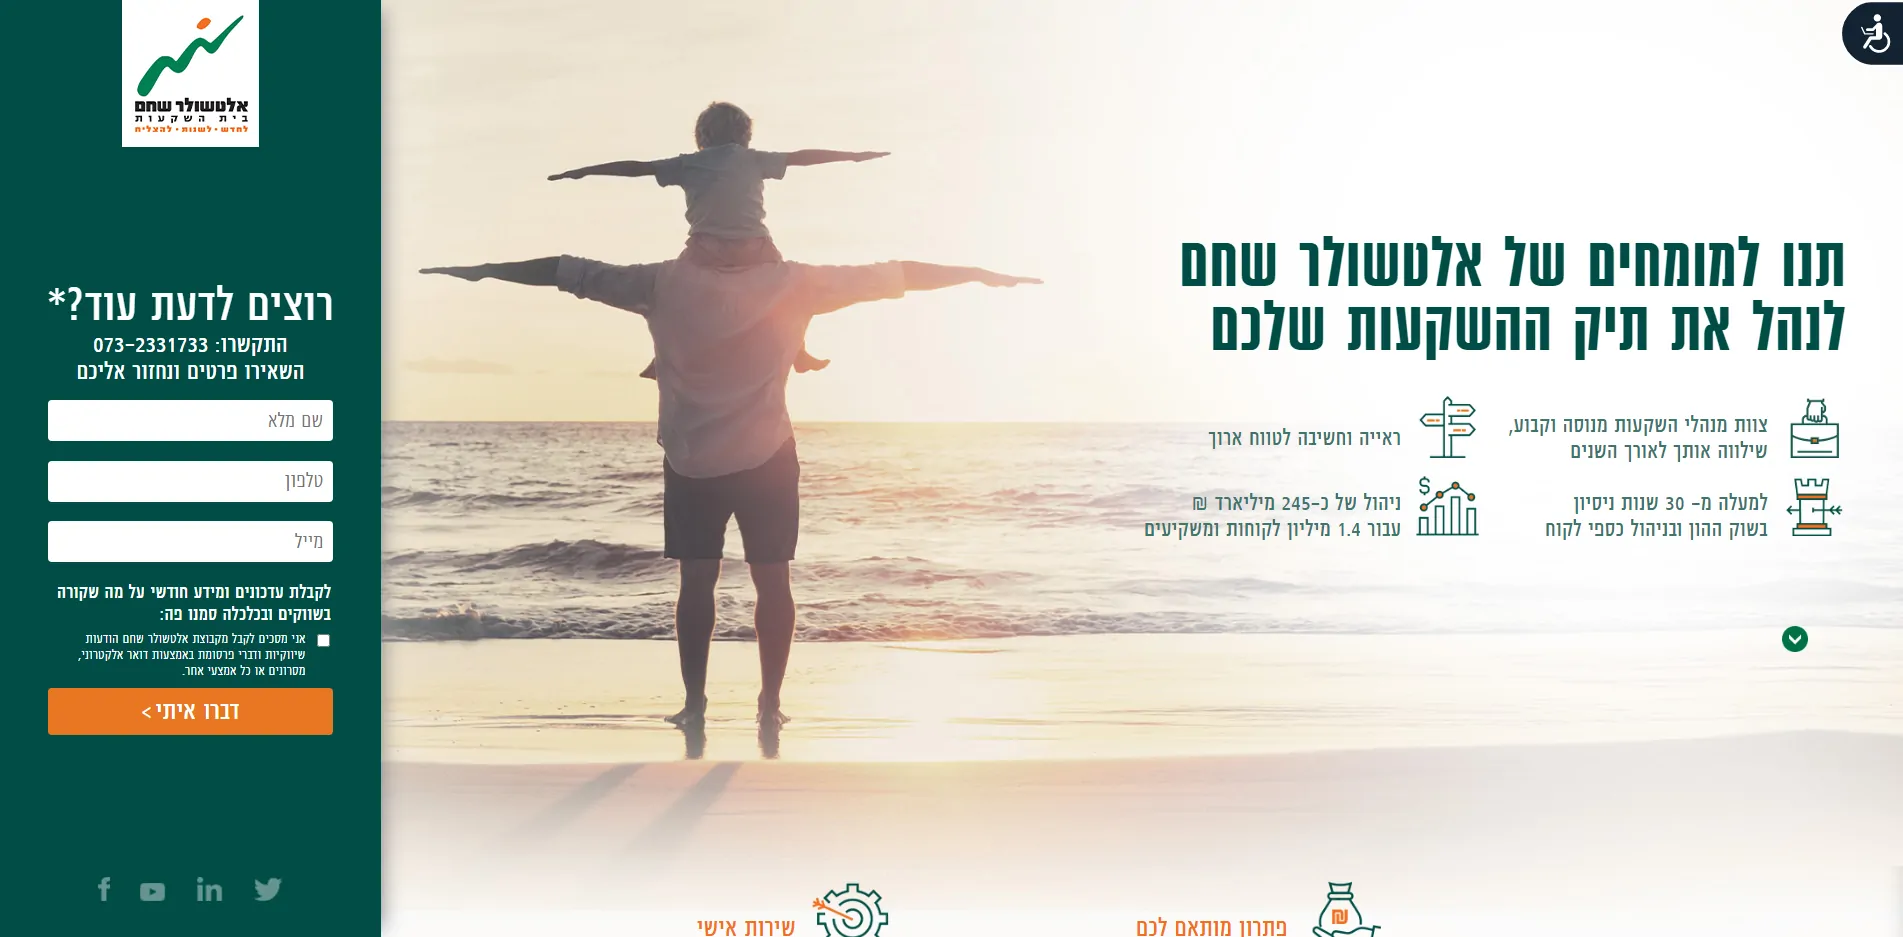 אלטשולר שחם
בית השקעות
לחדש • לשנות • להצליח
רוצים לדעת עוד?*
התקשרו: 073-2331733
השאירו פרטים ונחזור אליכם
שם מלא
טלפון
מייל
לקבלת עדכונים ומידע חודשי על מה שקורה
בשווקים ובכלכלה סמנו פה:
אני מסכים לקבל מקבוצת אלטשולר שחם הודעות
שיווקיות ודברי פרסומת באמצעות דואר אלקטרוני,
מסרונים או כל אמצעי אחר.
דברו איתי >
תנו למומחים של אלטשולר שחם
לנהל את תיק ההשקעות שלכם
צוות מנהלי השקעות מנוסה וקבוע,
שילווה אותך לאורך השנים
ראייה וחשיבה לטווח ארוך
למעלה מ- 30 שנות ניסיון
בשוק ההון ובניהול כספי לקוח
ניהול של כ-245 מיליארד ₪
עבור 1.4 מיליון לקוחות ומשקיעים
פתרון מותאם לכם
שירות אישי